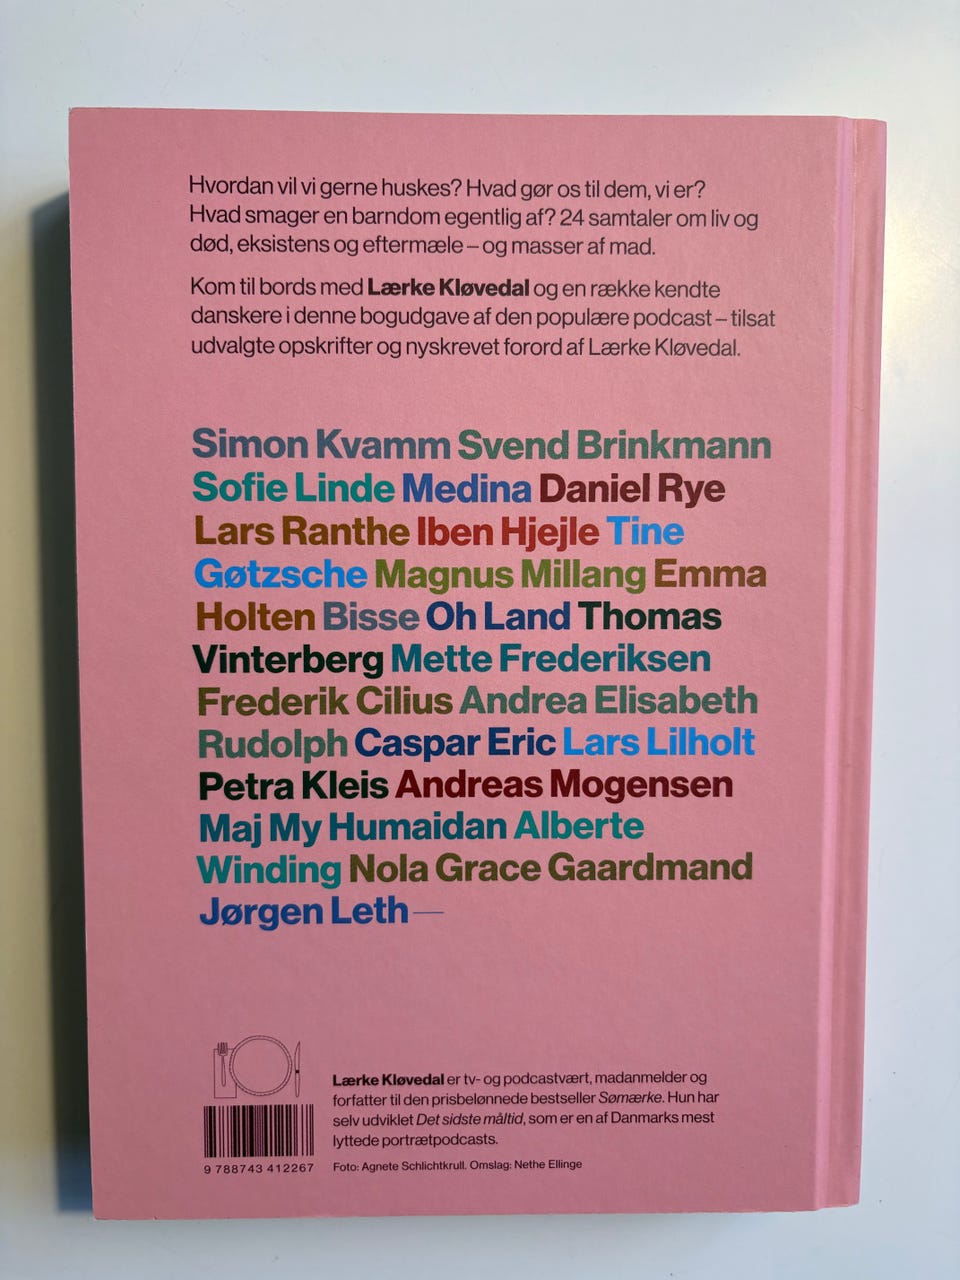 Hvordan vil vi gerne huskes? Hvad gør os til dem, vi er?
Hvad smager en barndom egentlig af? 24 samtaler om liv og
død, eksistens og eftermæle – og masser af mad.
Kom til bords med Lærke Kløvedal og en række kendte
danskere i denne bogudgave af den populære podcast – tilsat
udvalgte opskrifter og nyskrevet forord af Lærke Kløvedal.
Simon Kvamm Svend Brinkmann
Sofie Linde Medina Daniel Rye
Lars Ranthe Iben Hjejle Tine
Gøtzsche Magnus Millang Emma
Holten Bisse Oh Land Thomas
Vinterberg Mette Frederiksen
Frederik Cilius Andrea Elisabeth
Rudolph Caspar Eric Lars Lilholt
Petra Kleis Andreas Mogensen
Maj My Humaidan Alberte
Winding Nola Grace Gaardmand
Jørgen Leth —
Lærke Kløvedal er tv- og podcastvært, madanmelder og
forfatter til den prisbelønnede bestseller Sømærke. Hun har
selv udviklet Det sidste måltid, som er en af Danmarks mest
lyttede portrætpodcasts.
Foto: Agnete Schlichtkrull. Omslag: Nethe Ellinge
9 788743 412267